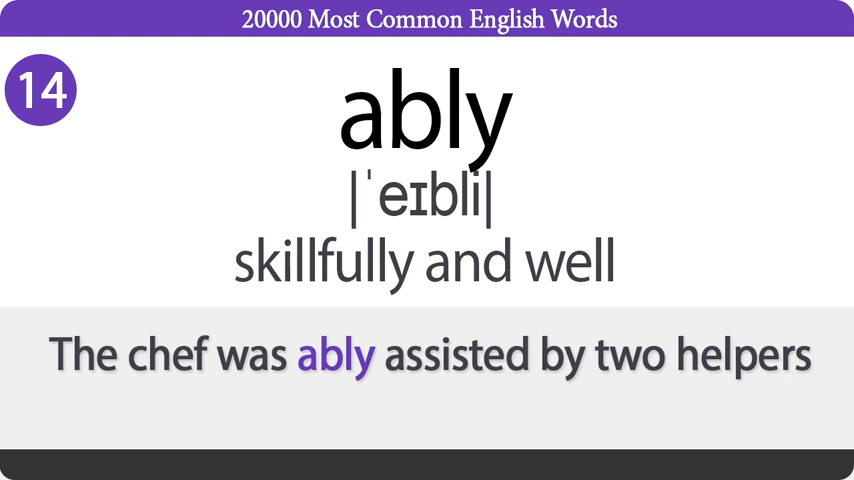 20000 Most Common English Words
14
ably
|ˈeɪbli|
skillfully and well
The chef was ably assisted by two helpers